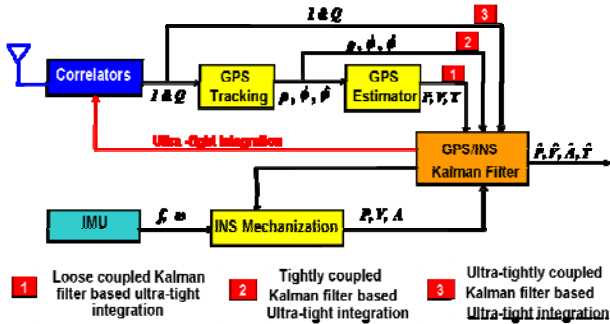 I & Q
3
ρ, φ̇, φ̈
2
Correlators
I & Q
GPS
Tracking
ρ, φ̇, φ̈
GPS
Estimator
1
P, V, T
Ultra -tight Integration
GPS/INS
Kalman Filter
P̂, V̂, Â, T̂
IMU
f, ω
INS Mechanization
P, V, A
1
Loose coupled Kalman
filter based ultra-tight
integration
2
Tightly coupled
Kalman filter based
Ultra-tight integration
3
Ultra-tightly coupled
Kalman filter based
Ultra-tight integration